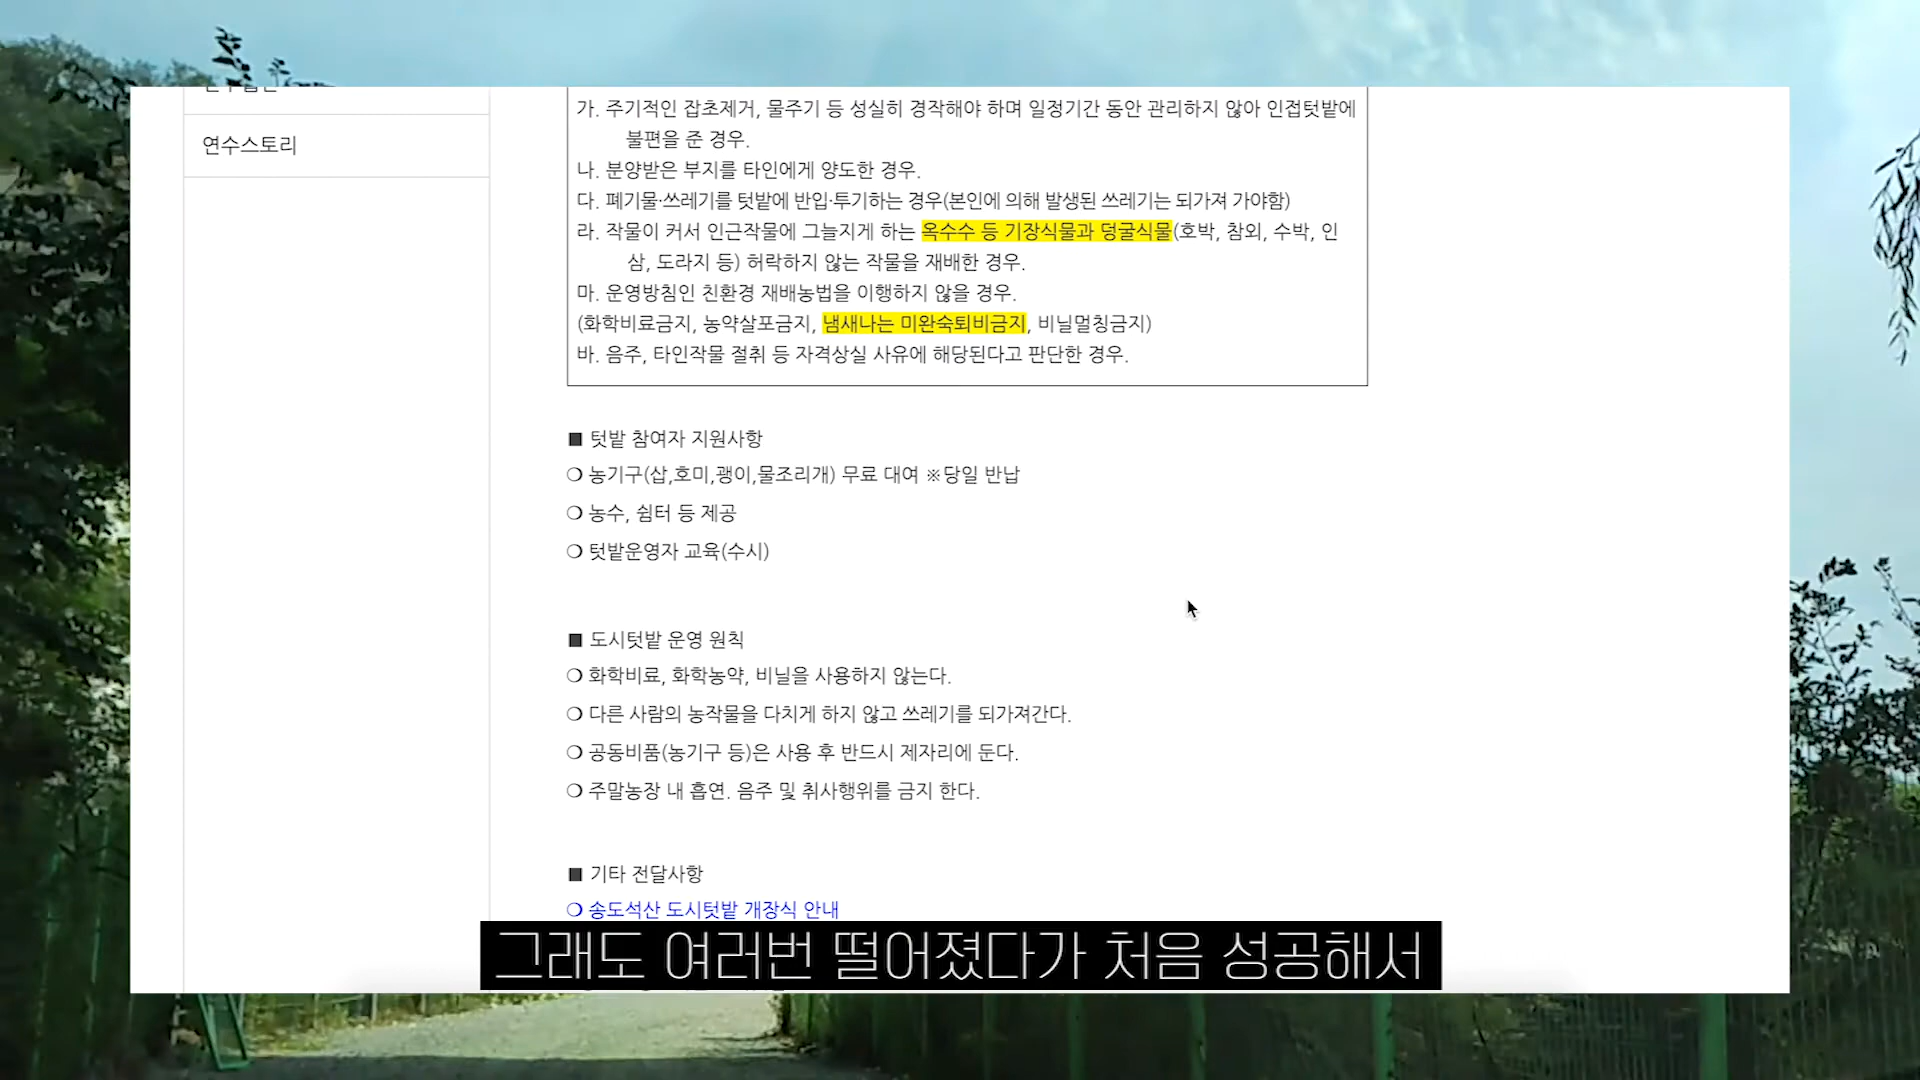 연수스토리
가. 주기적인 잡초제거, 물주기 등 성실히 경작해야 하며 일정기간 동안 관리하지 않아 인접텃밭에
불편을 준 경우.
나. 분양받은 부지를 타인에게 양도한 경우.
다. 폐기물·쓰레기를 텃밭에 반입·투기하는 경우(본인에 의해 발생된 쓰레기는 되가져 가야함)
라. 작물이 커서 인근작물에 그늘지게 하는 옥수수 등 기장식물과 덩굴식물(호박, 참외, 수박, 인
삼, 도라지 등) 허락하지 않는 작물을 재배한 경우.
마. 운영방침인 친환경 재배농법을 이행하지 않을 경우.
(화학비료금지, 농약살포금지, 냄새나는 미완숙퇴비금지, 비닐멀칭금지)
바. 음주, 타인작물 절취 등 자격상실 사유에 해당된다고 판단한 경우.
■ 텃밭 참여자 지원사항
❍ 농기구(삽,호미,괭이,물조리개) 무료 대여 ※당일 반납
❍ 농수, 쉼터 등 제공
❍ 텃밭운영자 교육(수시)
■ 도시텃밭 운영 원칙
❍ 화학비료, 화학농약, 비닐을 사용하지 않는다.
❍ 다른 사람의 농작물을 다치게 하지 않고 쓰레기를 되가져간다.
❍ 공동비품(농기구 등)은 사용 후 반드시 제자리에 둔다.
❍ 주말농장 내 흡연. 음주 및 취사행위를 금지 한다.
■ 기타 전달사항
❍ 송도석산 도시텃밭 개장식 안내
그래도 여러번 떨어졌다가 처음 성공해서